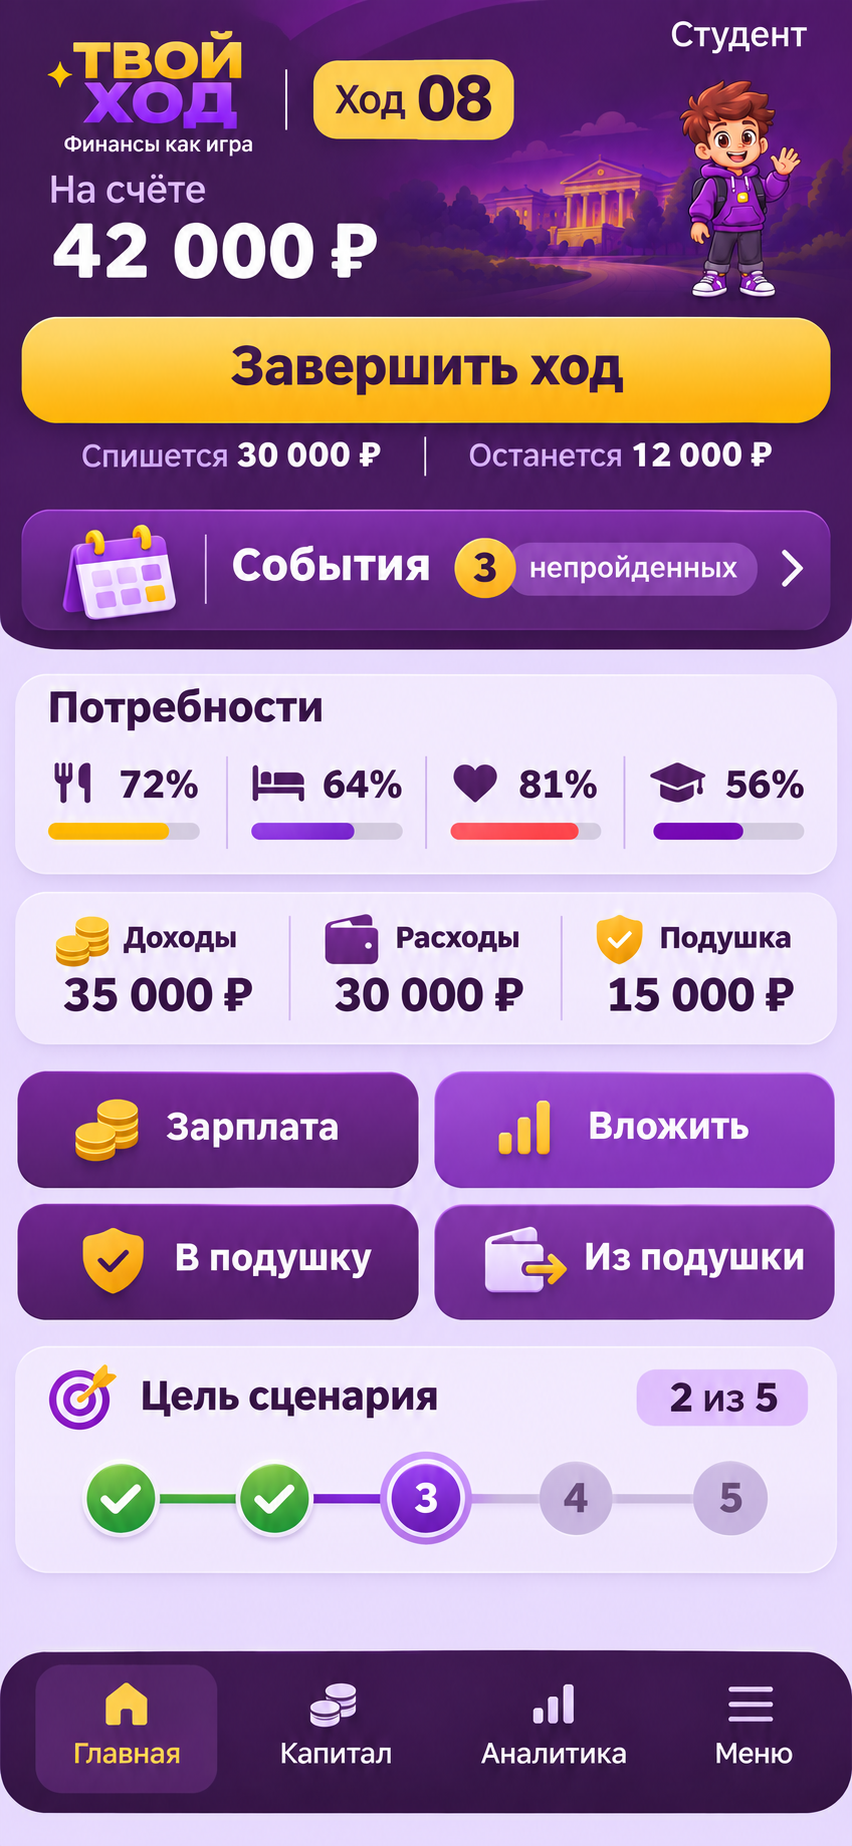 Студент
ТВОЙ
ХОД
Финансы как игра
Ход 08
На счёте
42 000 ₽
Завершить ход
Спишется 30 000 ₽
Останется 12 000 ₽
События 3 непройденных
Потребности
72% 64% 81% 56%
Доходы Расходы Подушка
35 000 ₽ 30 000 ₽ 15 000 ₽
Зарплата Вложить
В подушку Из подушки
Цель сценария 2 из 5
3 4 5
Главная Капитал Аналитика Меню